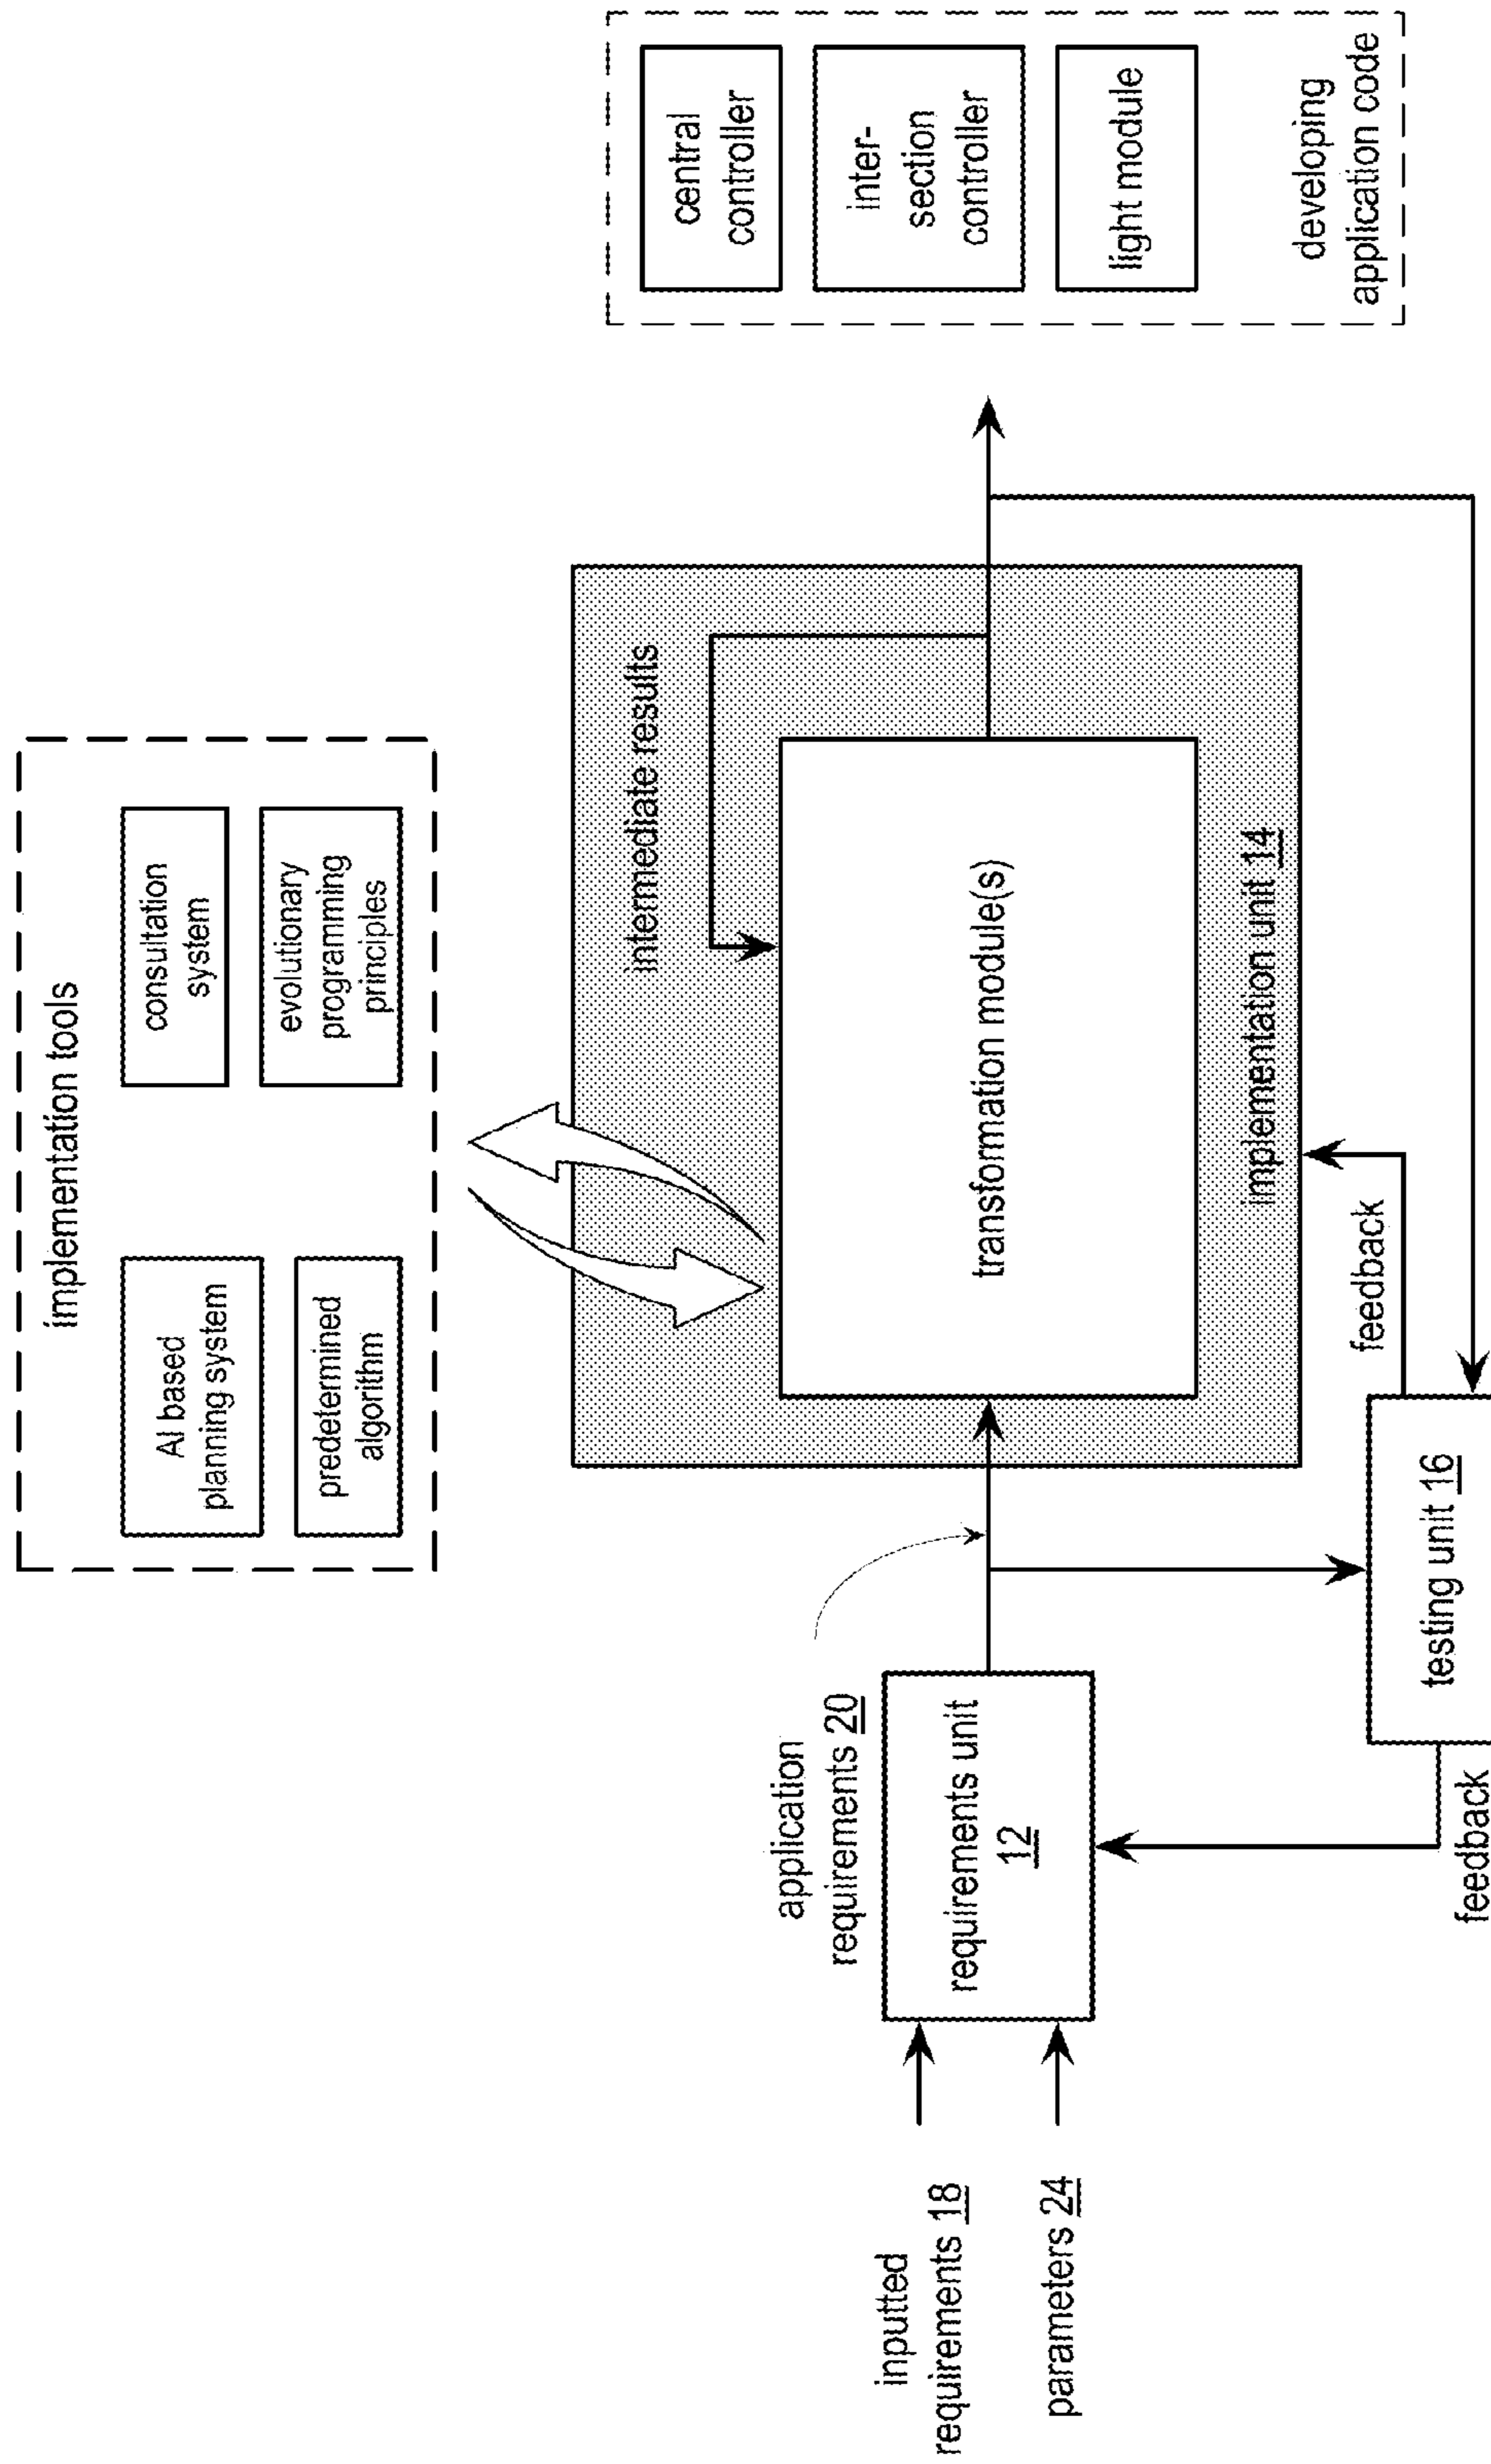 implementation tools
AI based
planning system
predetermined
algorithm
consultation
system
evolutionary
programming
principles
intermediate results
transformation module(s)
implementation unit 14
application
requirements 20
requirements unit
12
inputted
requirements 18
parameters 24
feedback
testing unit 16
feedback
central
controller
inter-
section
controller
light module
developing
application code